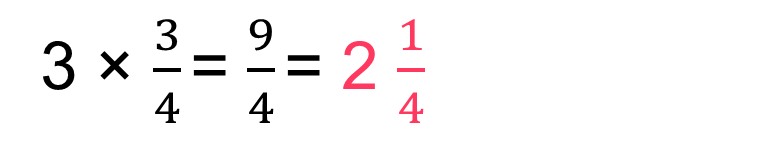 3 × 3/4 = 9/4 = 2 1/4